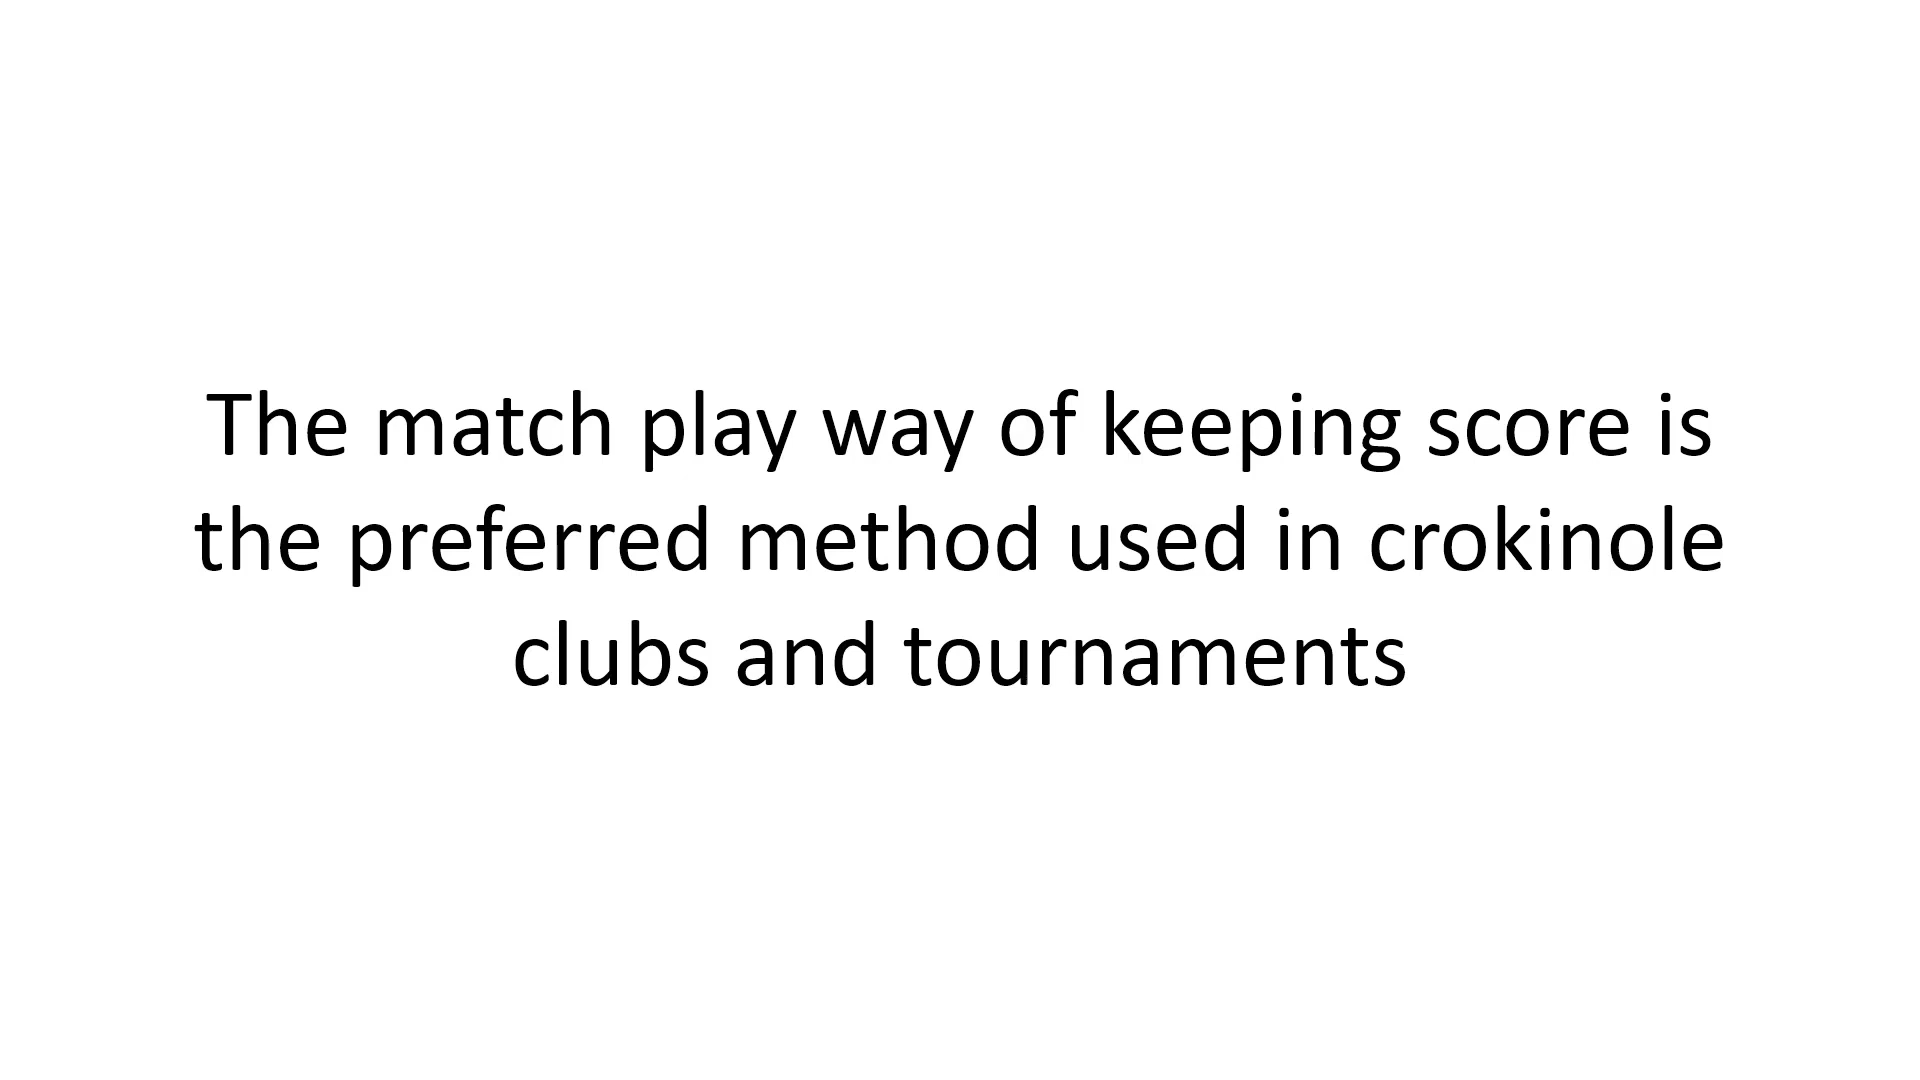 The match play way of keeping score is
the preferred method used in crokinole
clubs and tournaments